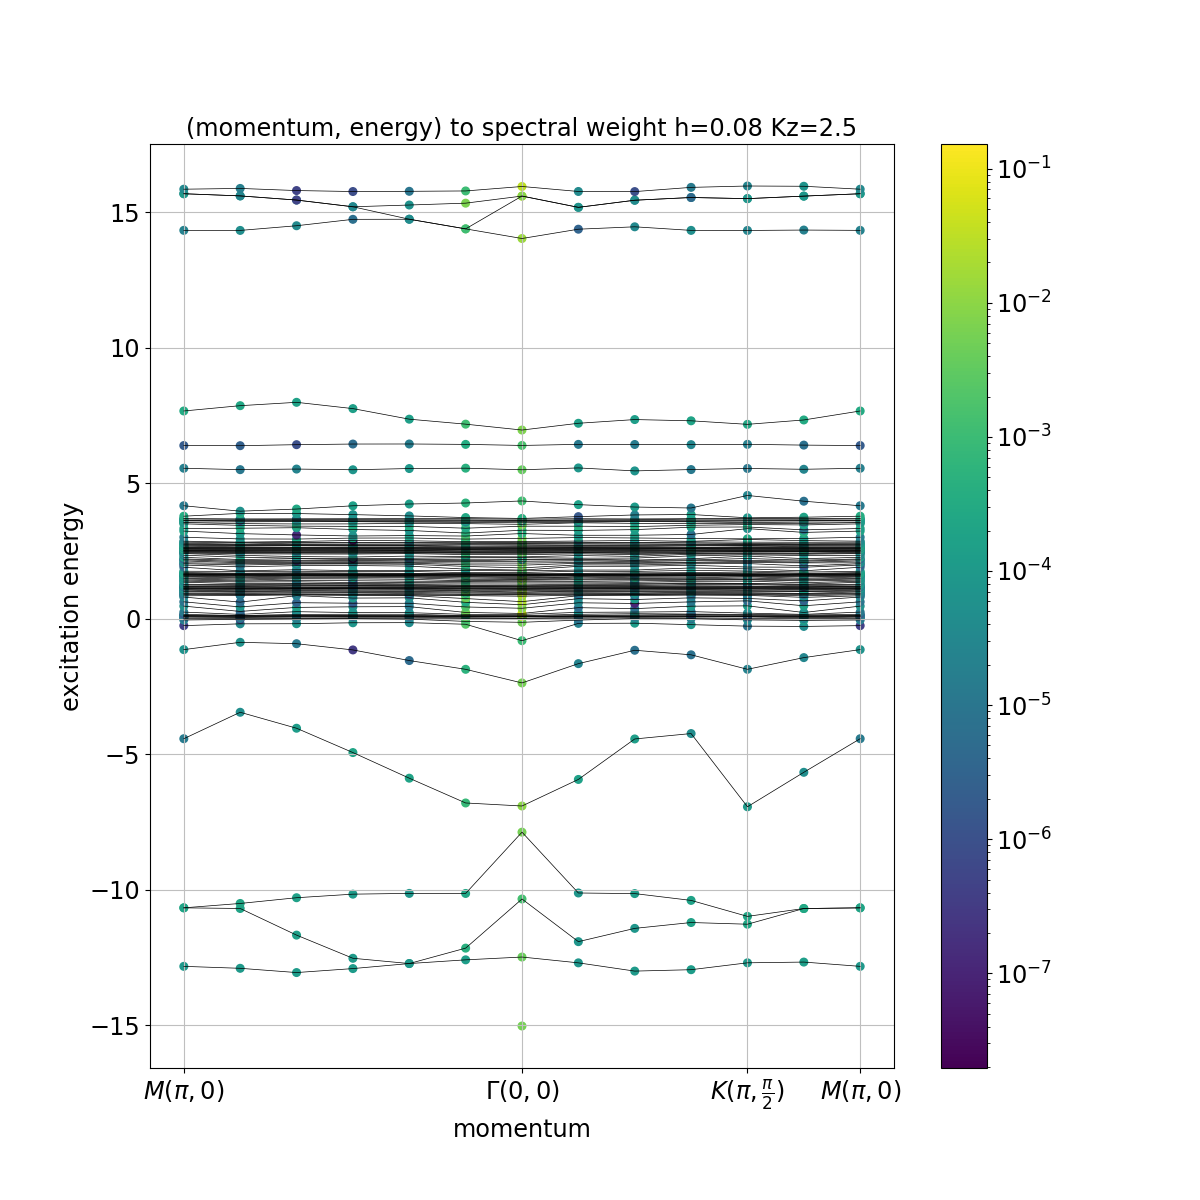 (momentum, energy) to spectral weight h=0.08 Kz=2.5
15
10
5
0
−5
−10
−15
excitation energy
M(π, 0)
Γ(0, 0)
K(π, π/2)
M(π, 0)
momentum
10⁻¹
10⁻²
10⁻³
10⁻⁴
10⁻⁵
10⁻⁶
10⁻⁷